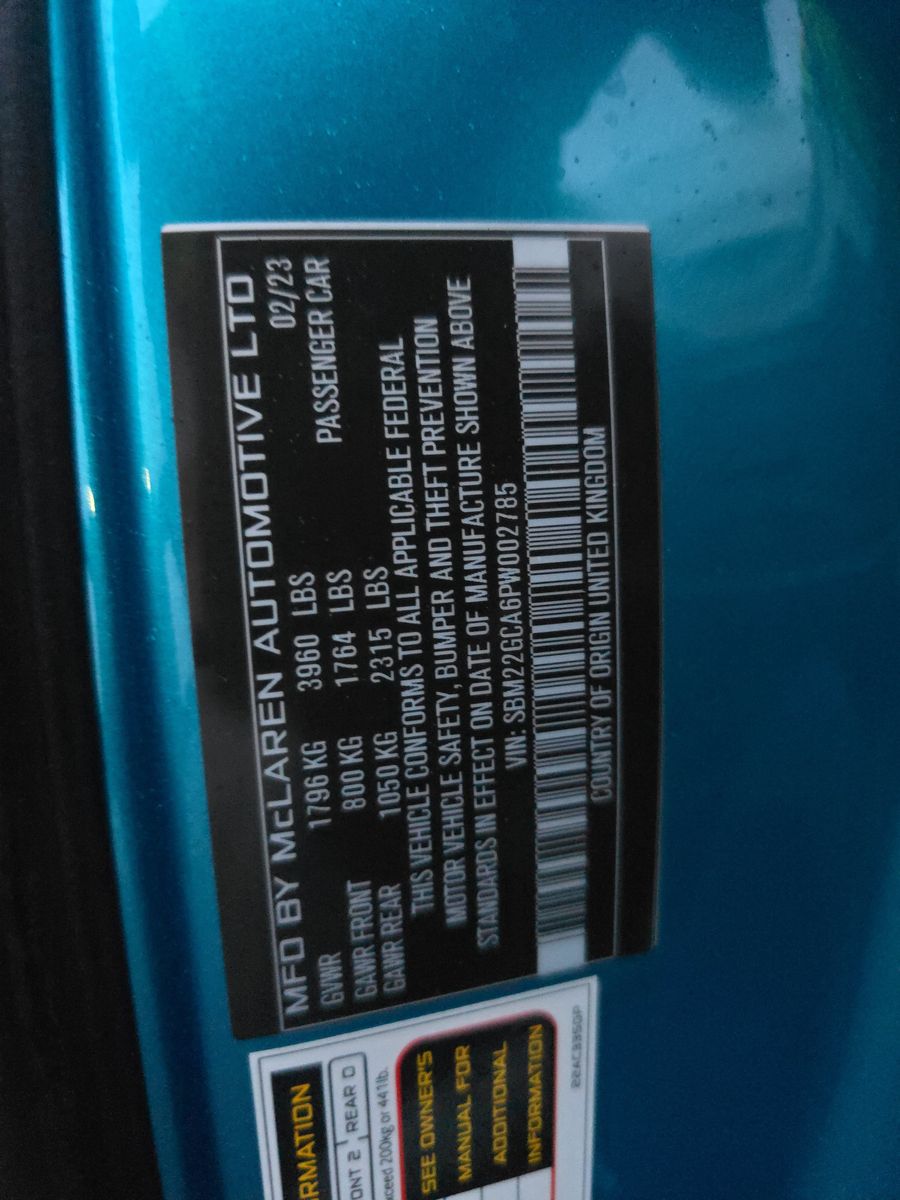 MFD BY McLAREN AUTOMOTIVE LTD
02/23
GVWR 1796 KG 3960 LBS PASSENGER CAR
GAWR FRONT 800 KG 1764 LBS
GAWR REAR 1050 KG 2315 LBS
THIS VEHICLE CONFORMS TO ALL APPLICABLE FEDERAL
MOTOR VEHICLE SAFETY, BUMPER AND THEFT PREVENTION
STANDARDS IN EFFECT ON DATE OF MANUFACTURE SHOWN ABOVE
VIN: SBM22GCA6PW002785
COUNTRY OF ORIGIN UNITED KINGDOM
RMATION
ONT 2 REAR 0
xceed 200kg or 441lb.
SEE OWNER'S
MANUAL FOR
ADDITIONAL
INFORMATION